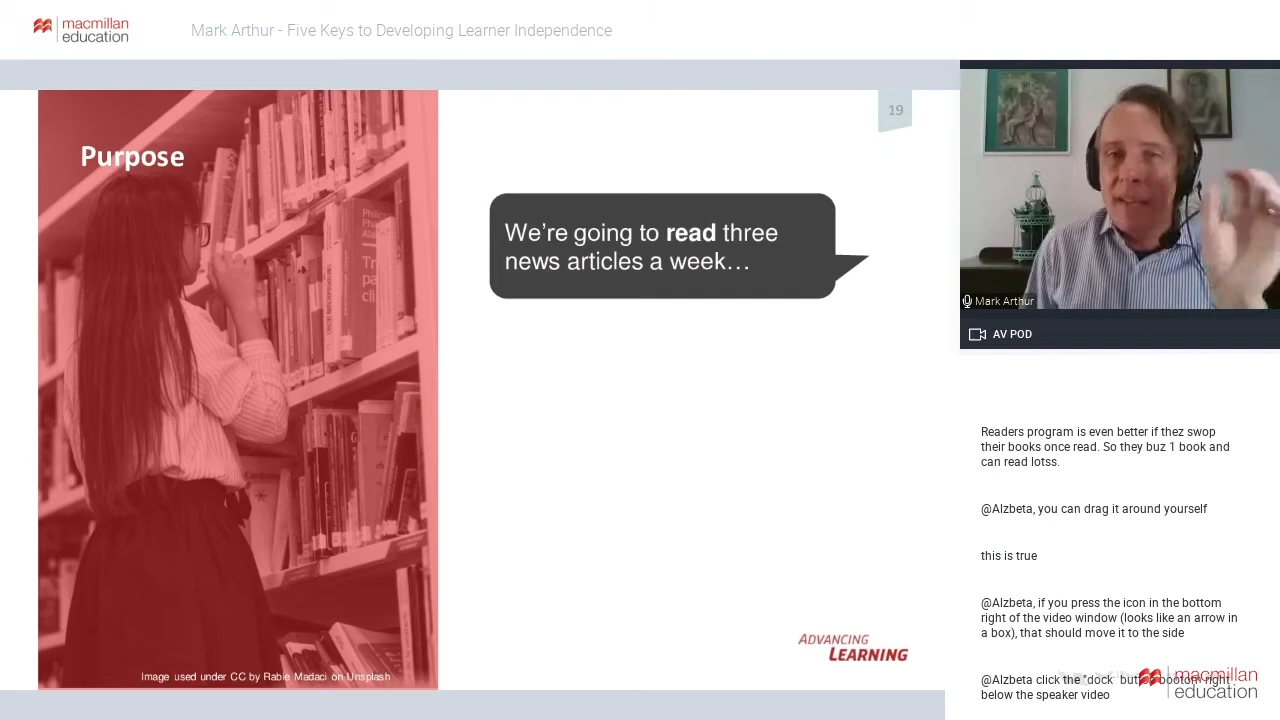 macmillan
education
Mark Arthur - Five Keys to Developing Learner Independence
19
Purpose
We’re going to read three
news articles a week…
Image used under CC by Rabie Madaci on Unsplash
ADVANCING
LEARNING
Mark Arthur
AV POD
Readers program is even better if thez swop
their books once read. So they buz 1 book and
can read lotss.
@Alzbeta, you can drag it around yourself
this is true
@Alzbeta, if you press the icon in the bottom
right of the video window (looks like an arrow in
a box), that should move it to the side
@Alzbeta click the "dock" button bootom right
below the speaker video
macmillan
education